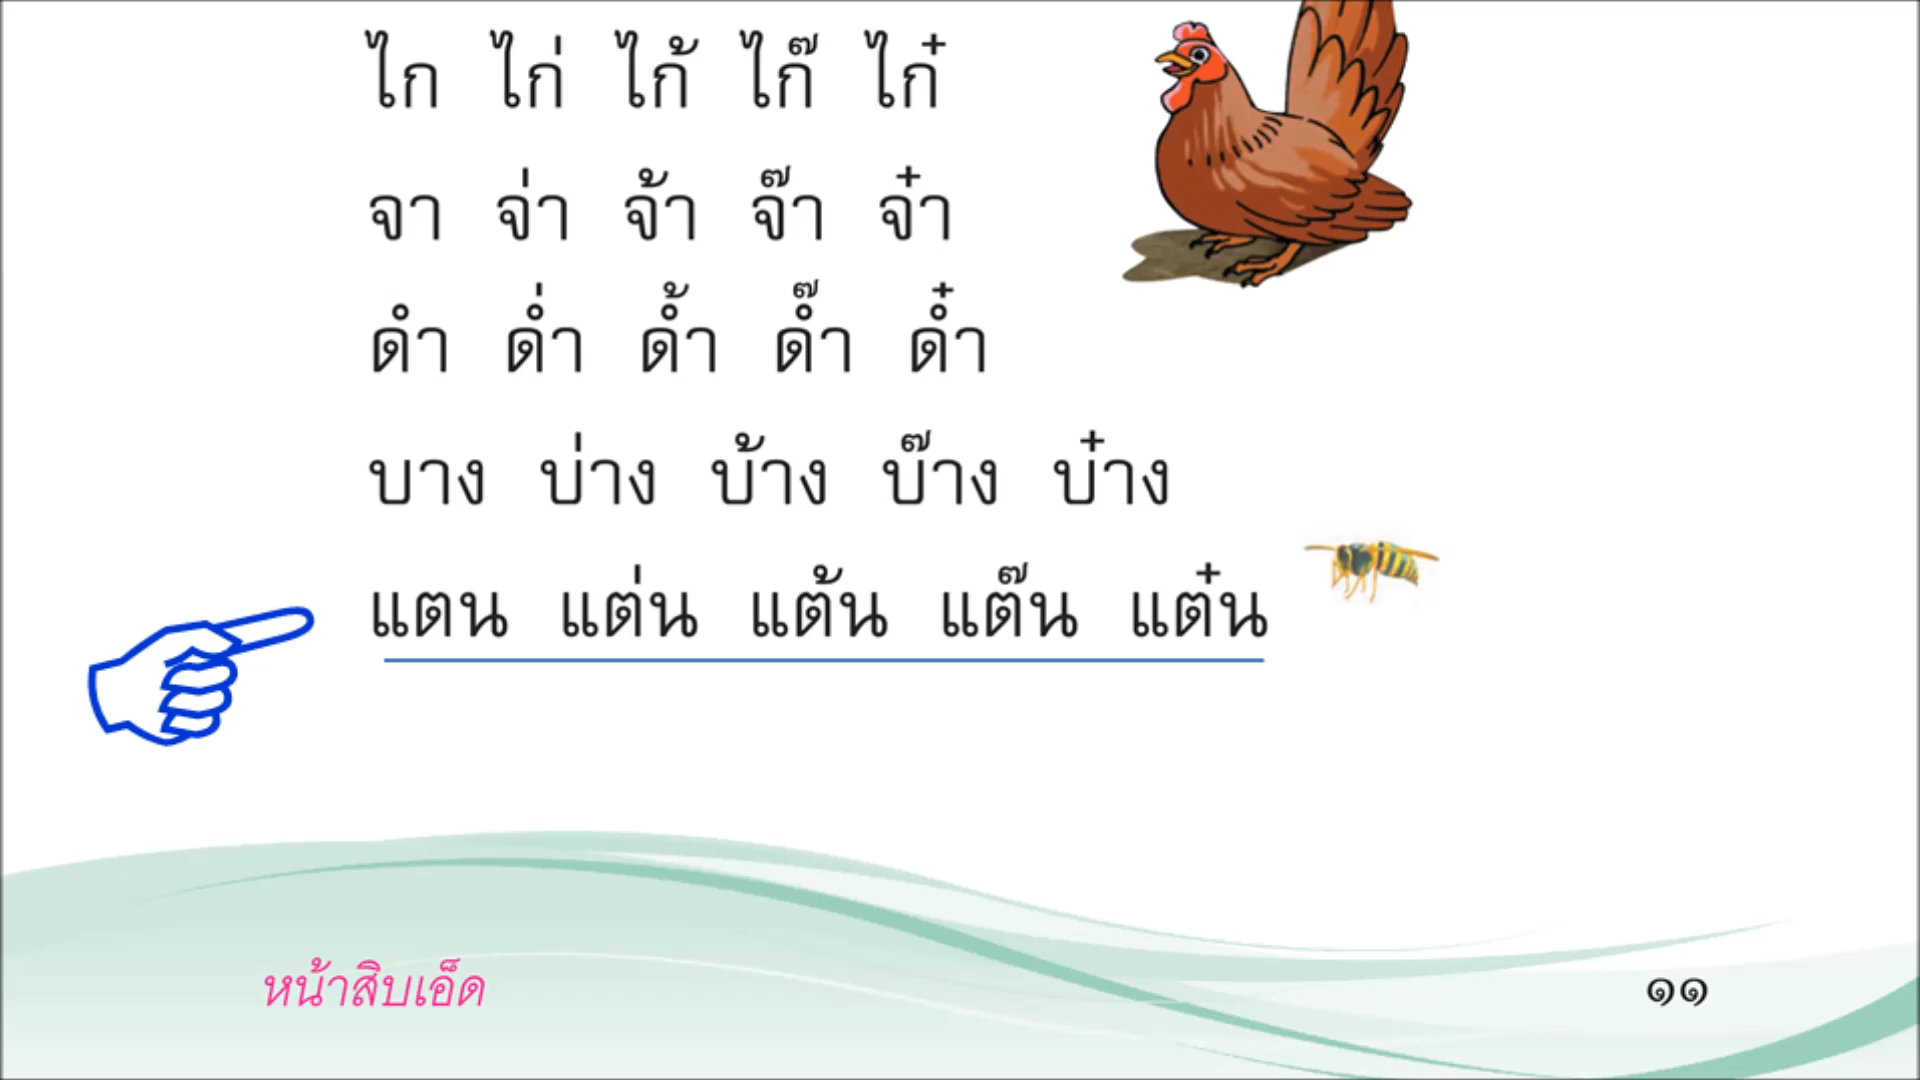 ไก ไก่ ไก้ ไก๊ ไก๋
จา จ่า จ้า จ๊า จ๋า
ดำ ด่ำ ด้ำ ด๊ำ ด๋ำ
บาง บ่าง บ้าง บ๊าง บ๋าง
แตน แต่น แต้น แต๊น แต๋น
หน้าสิบเอ็ด ๑๑